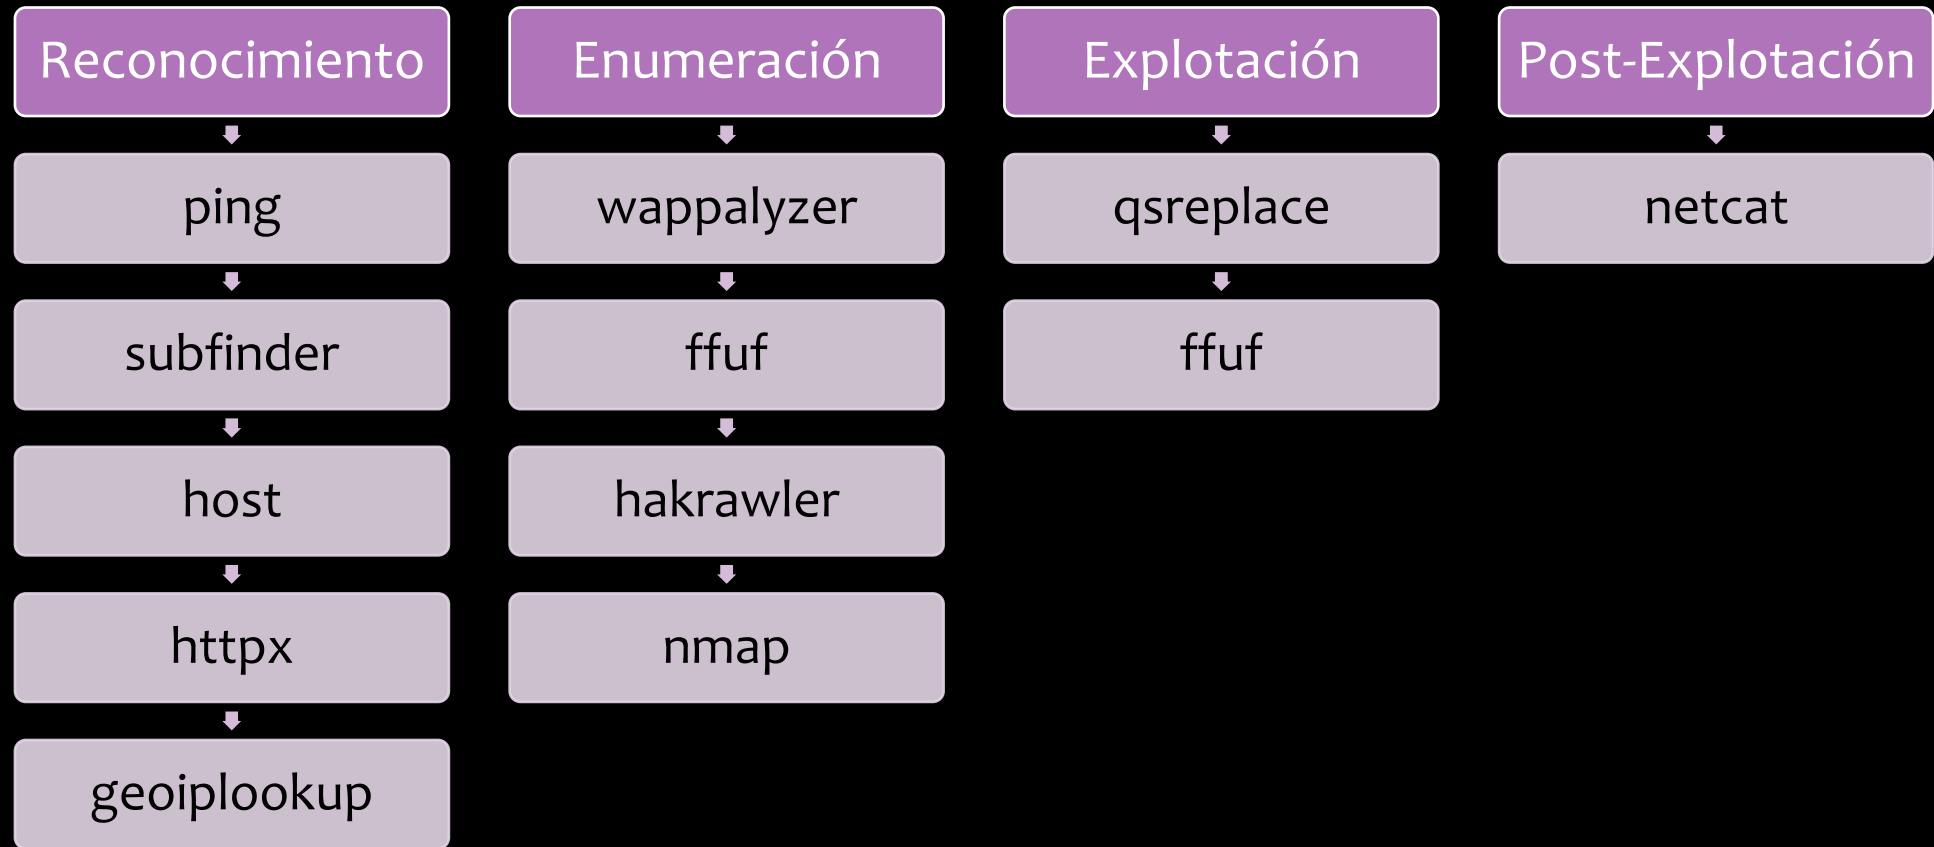 Reconocimiento
ping
subfinder
host
httpx
geoiplookup
Enumeración
wappalyzer
ffuf
hakrawler
nmap
Explotación
qsreplace
ffuf
Post-Explotación
netcat